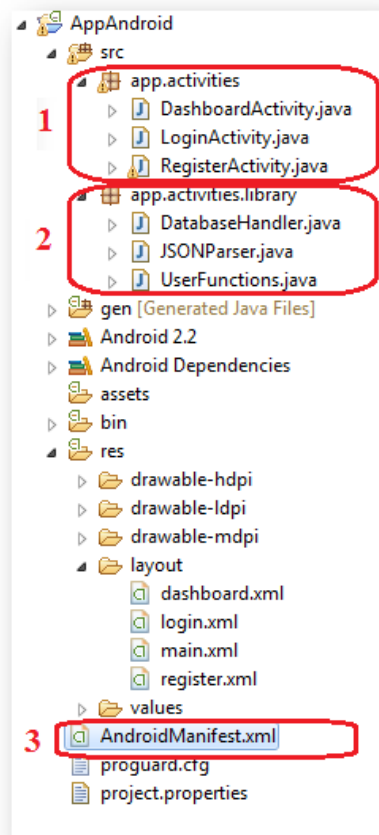 AppAndroid
src
1
app.activities
DashboardActivity.java
LoginActivity.java
RegisterActivity.java
2
app.activities.library
DatabaseHandler.java
JSONParser.java
UserFunctions.java
gen [Generated Java Files]
Android 2.2
Android Dependencies
assets
bin
res
drawable-hdpi
drawable-ldpi
drawable-mdpi
layout
dashboard.xml
login.xml
main.xml
register.xml
values
3 AndroidManifest.xml
proguard.cfg
project.properties